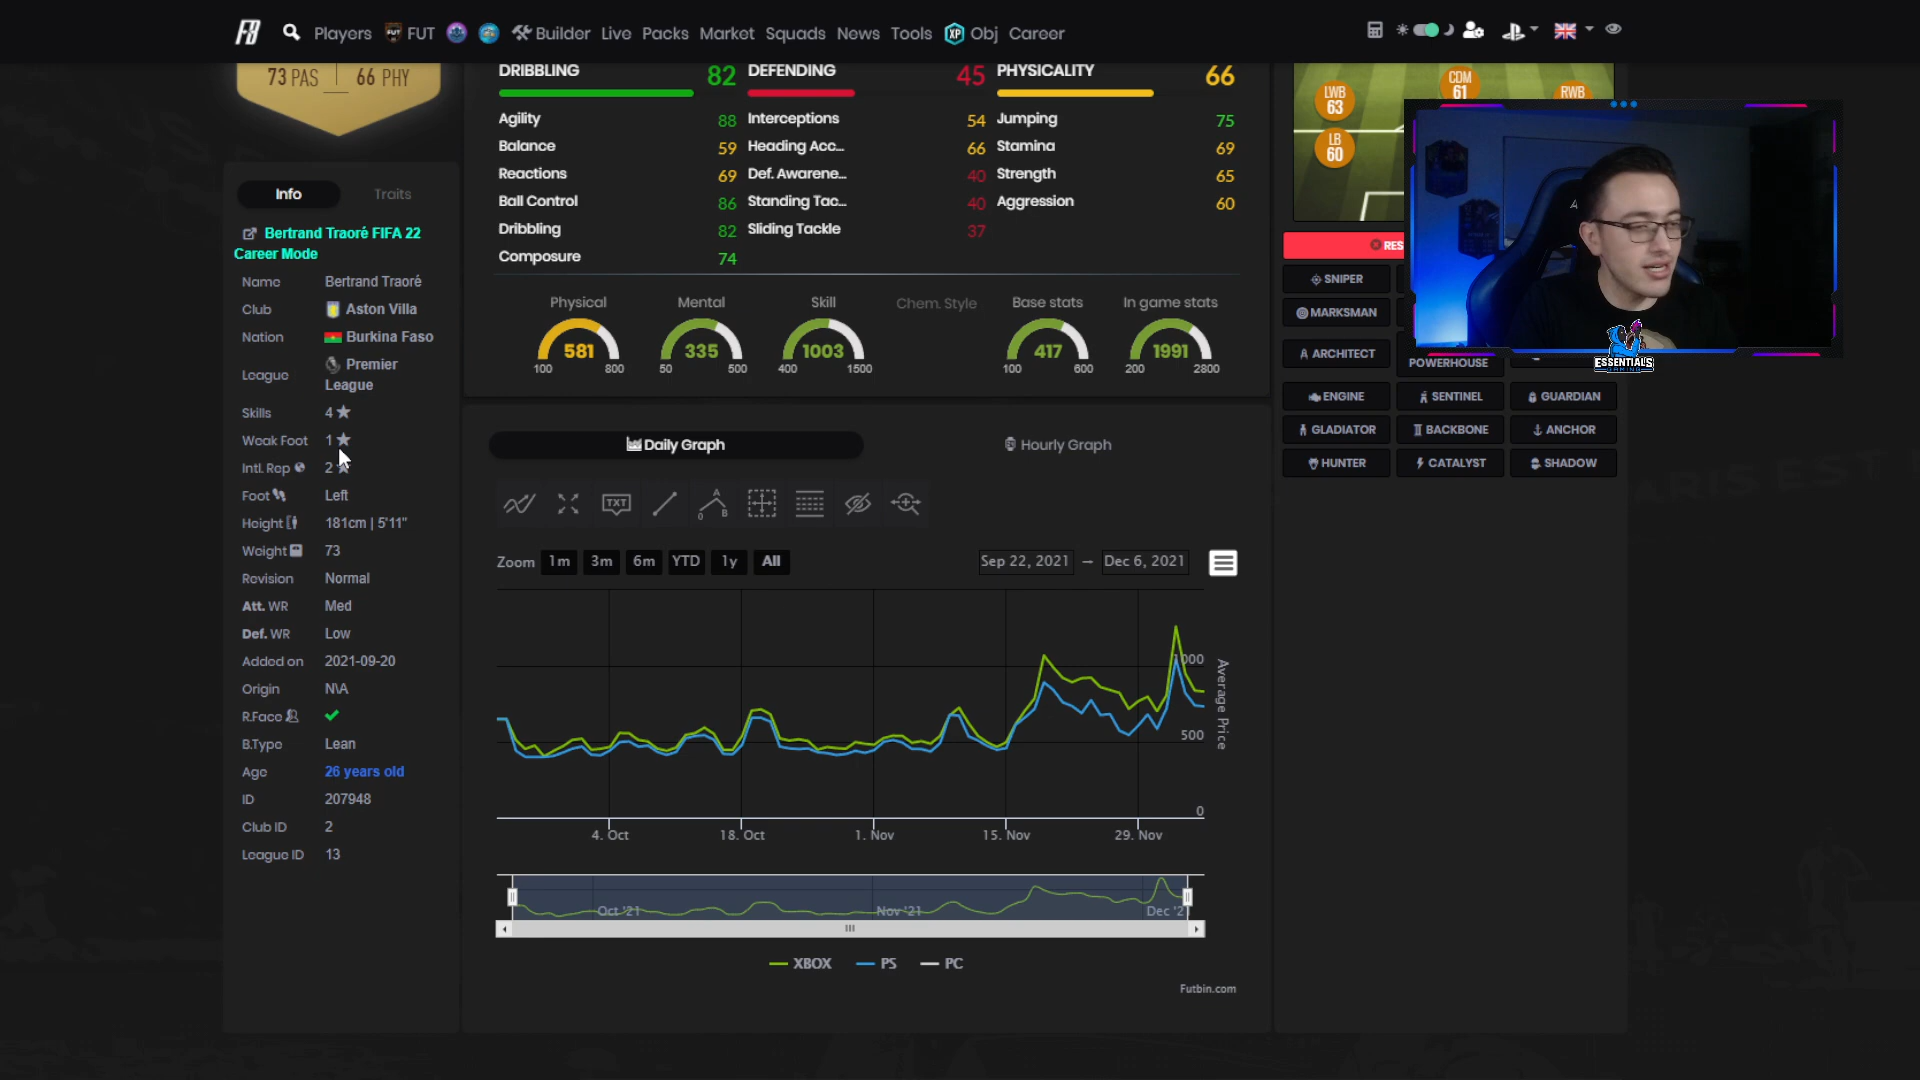 FB Players FUT Builder Live Packs Market Squads News Tools XP Obj Career
73 PAS 66 PHY
DRIBBLING 82 DEFENDING 45 PHYSICALITY 66
Agility 88 Interceptions 54 Jumping 75
Balance 59 Heading Acc... 66 Stamina 69
Reactions 69 Def. Awarene... 40 Strength 65
Ball Control 86 Standing Tac... 40 Aggression 60
Dribbling 82 Sliding Tackle 37
Composure 74
Physical Mental Skill Chem. Style Base stats In game stats
581 335 1003 417 1991
100 800 50 500 400 1500 100 600 200 2800
Info Traits
Bertrand Traoré FIFA 22
Career Mode
Name Bertrand Traoré
Club Aston Villa
Nation Burkina Faso
League Premier
League
Skills 4
Weak Foot 1
Intl. Rep 2
Foot Left
Height 181cm | 5'11"
Weight 73
Revision Normal
Att. WR Med
Def. WR Low
Added on 2021-09-20
Origin N\A
R.Face
B.Type Lean
Age 26 years old
ID 207948
Club ID 2
League ID 13
Daily Graph Hourly Graph
TXT
Zoom 1m 3m 6m YTD 1y All Sep 22, 2021 → Dec 6, 2021
500
0
Average Price
4. Oct 18. Oct 1. Nov 15. Nov 29. Nov
Oct '21 Nov '21 Dec '21
XBOX PS PC
Futbin.com
CDM
61
LWB
63
RWB
LB
60
RES
SNIPER
MARKSMAN
ARCHITECT POWERHOUSE
ENGINE SENTINEL GUARDIAN
GLADIATOR BACKBONE ANCHOR
HUNTER CATALYST SHADOW
ESSENTIALS
GAMING